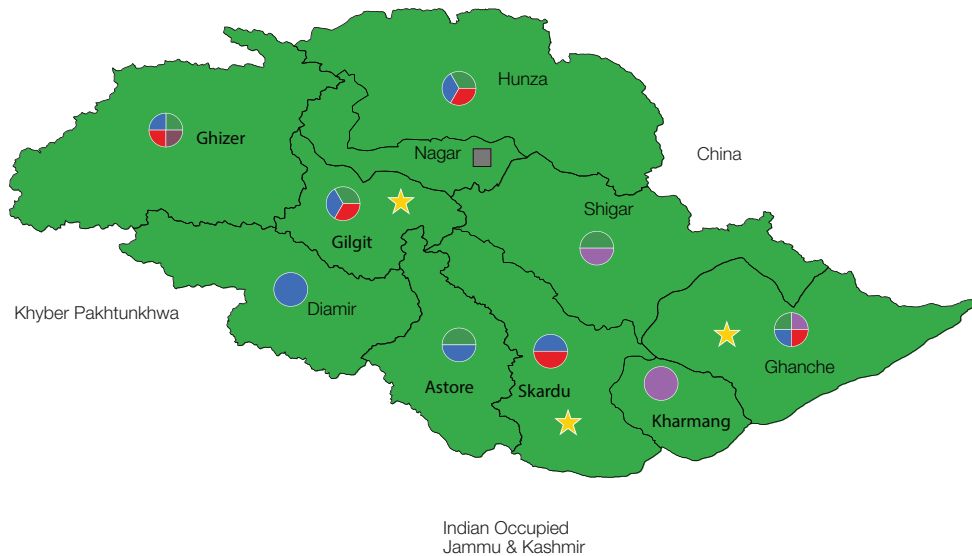 Hunza
Ghizer
Nagar
China
Shigar
Gilgit
Khyber Pakhtunkhwa
Diamir
Ghanche
Astore
Skardu
Kharmang
Indian Occupied
Jammu & Kashmir